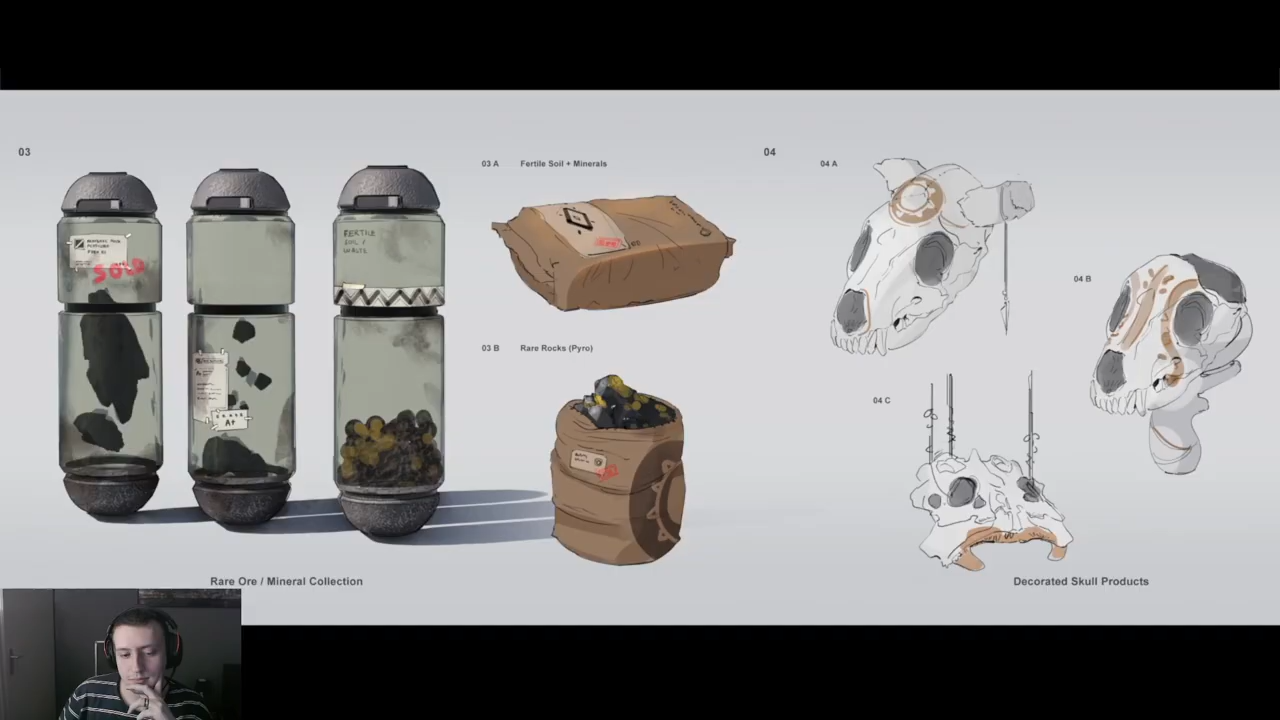 03
SOLD
A+
FERTILE
SOIL /
03 A Fertile Soil + Minerals
03 B Rare Rocks (Pyro)
Rare Ore / Mineral Collection
04
04 A
04 B
04 C
Decorated Skull Products